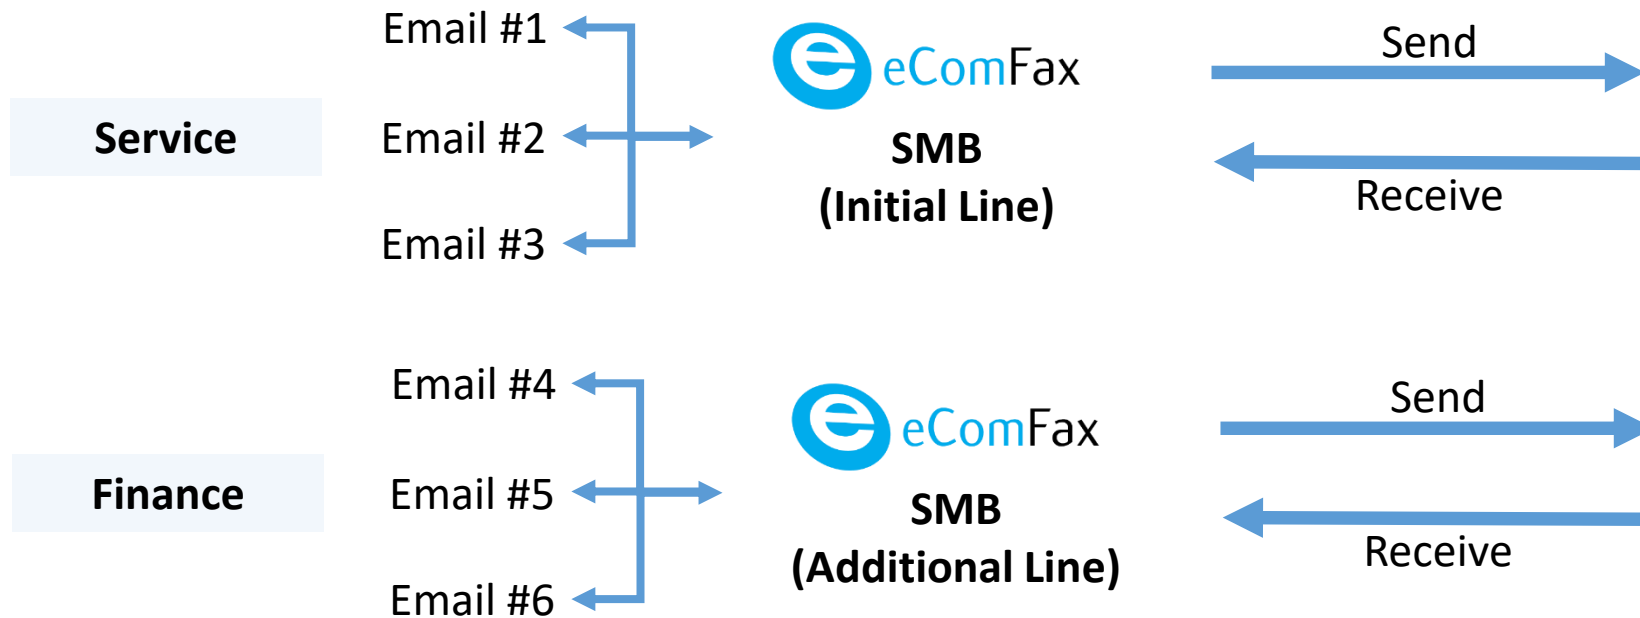 Service
Email #1
Email #2
Email #3
eComFax
SMB
(Initial Line)
Send
Receive
Finance
Email #4
Email #5
Email #6
eComFax
SMB
(Additional Line)
Send
Receive